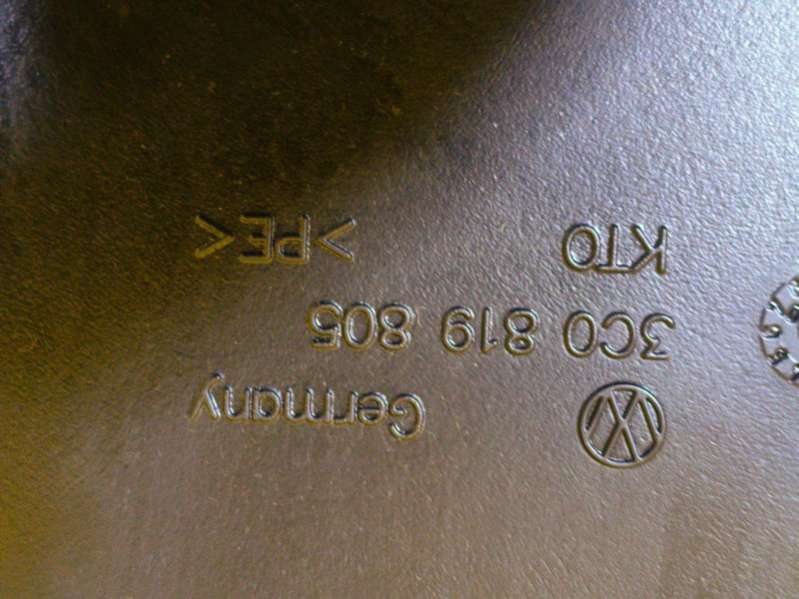 Germany
3C0 819 805
KTO >PE<